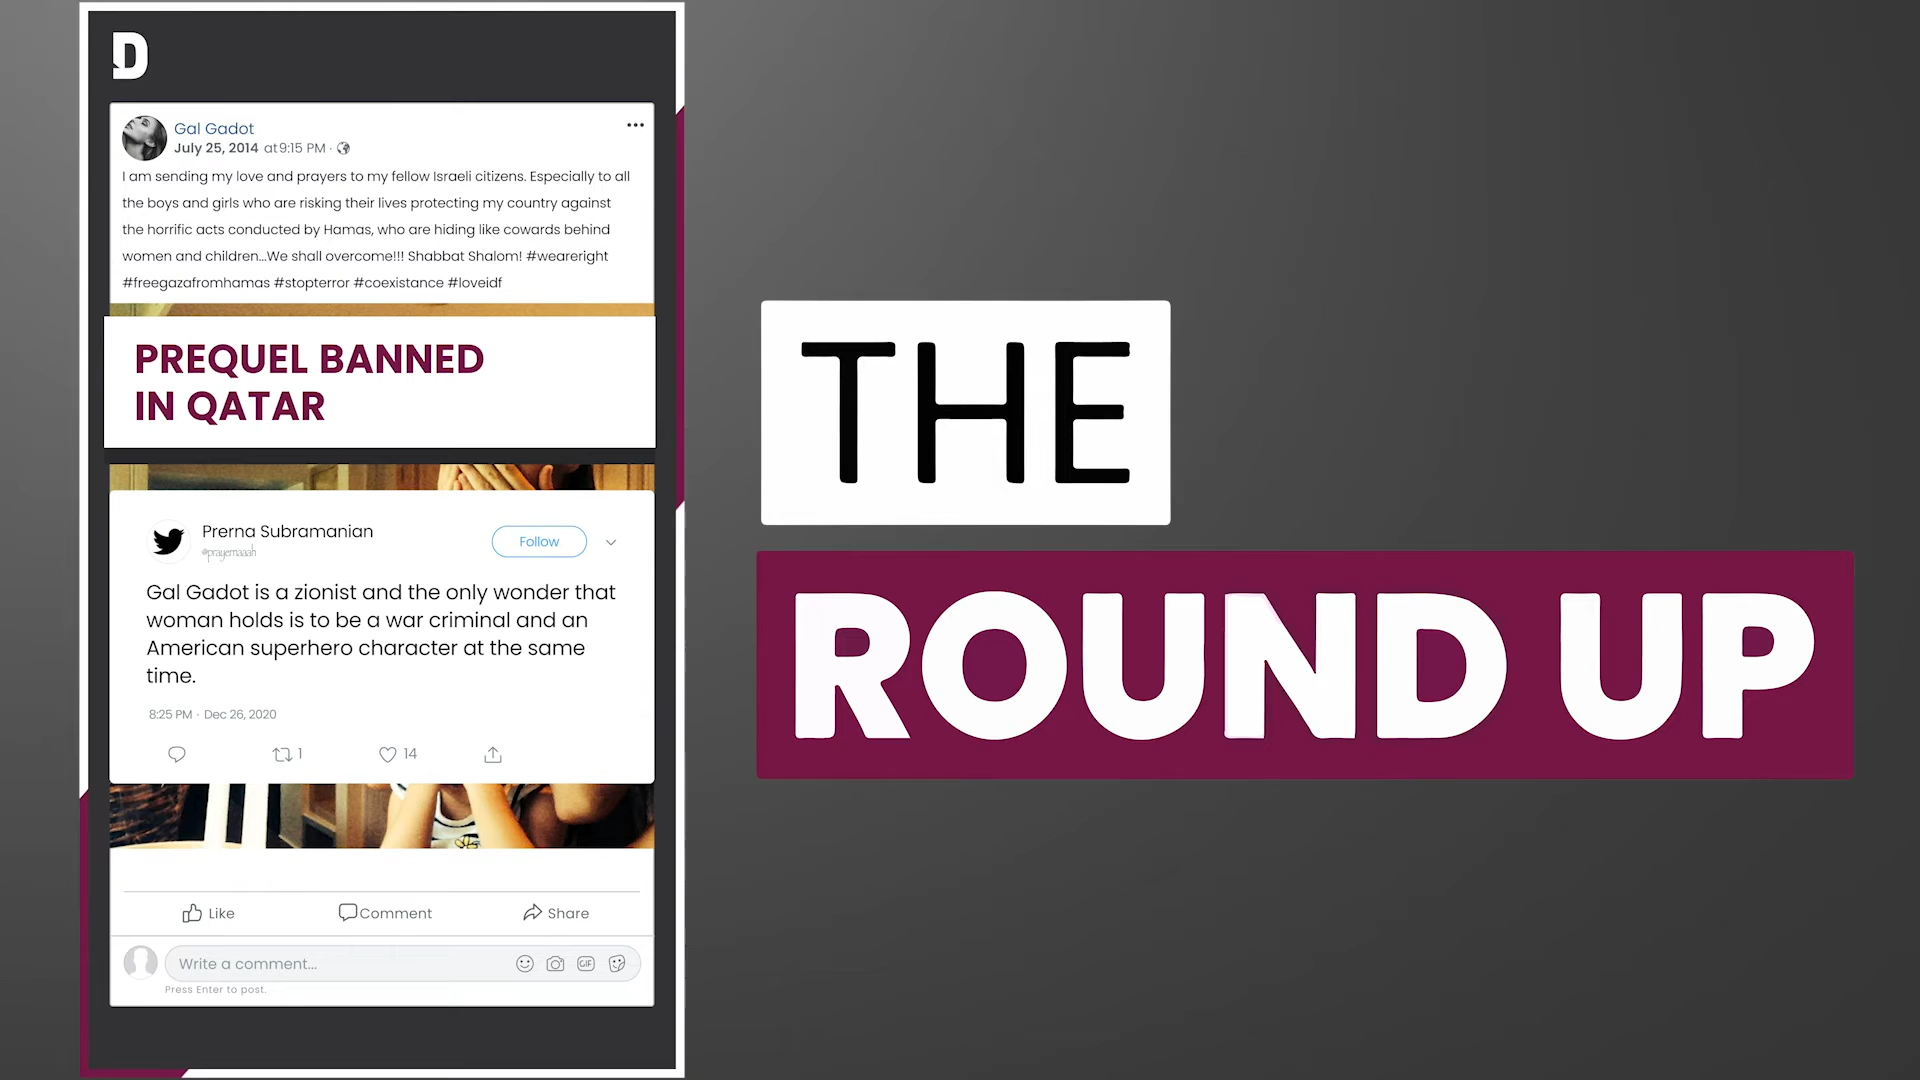 D
Gal Gadot
July 25, 2014 at 9:15 PM ·
I am sending my love and prayers to my fellow Israeli citizens. Especially to all
the boys and girls who are risking their lives protecting my country against
the horrific acts conducted by Hamas, who are hiding like cowards behind
women and children...We shall overcome!!! Shabbat Shalom! #weareright
#freegazafromhamas #stopterror #coexistance #loveidf
PREQUEL BANNED
IN QATAR
Prerna Subramanian
Follow
@prayernaaah
Gal Gadot is a zionist and the only wonder that
woman holds is to be a war criminal and an
American superhero character at the same
time.
8:25 PM · Dec 26, 2020
1 14
Like Comment Share
Write a comment...
GIF
Press Enter to post.
THE
ROUND UP